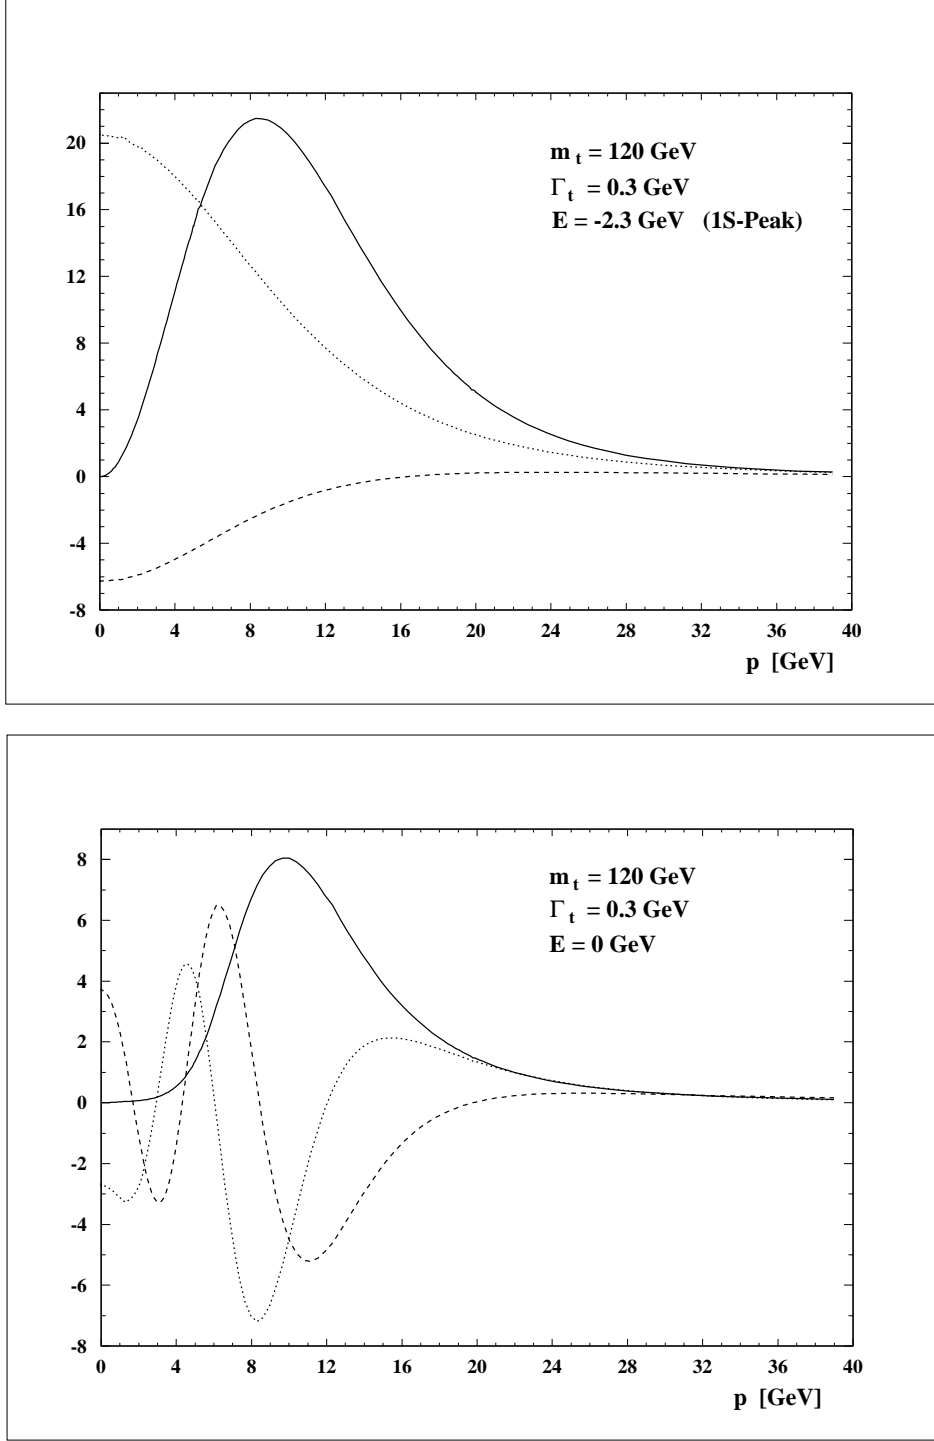 20
16
12
8
4
0
-4
-8
m t = 120 GeV
Γ t = 0.3 GeV
E = -2.3 GeV (1S-Peak)
0 4 8 12 16 20 24 28 32 36 40
p [GeV]
8
6
4
2
0
-2
-4
-6
-8
m t = 120 GeV
Γ t = 0.3 GeV
E = 0 GeV
0 4 8 12 16 20 24 28 32 36 40
p [GeV]